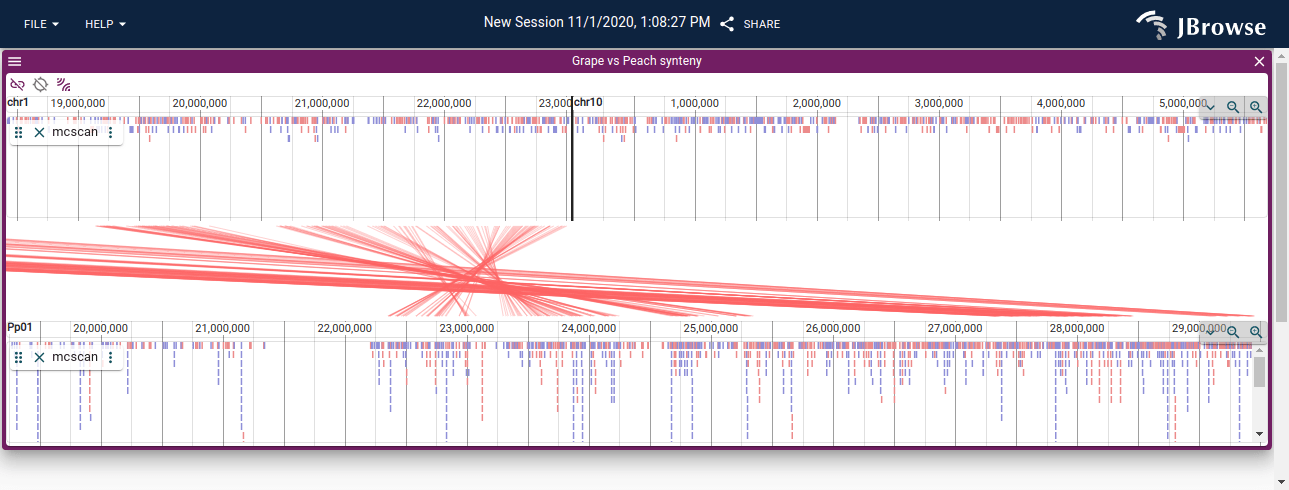 FILE HELP New Session 11/1/2020, 1:08:27 PM SHARE JBrowse
Grape vs Peach synteny
chr1 19,000,000 20,000,000 21,000,000 22,000,000 23,000 chr10 1,000,000 2,000,000 3,000,000 4,000,000 5,000,000
mcscan
Pp01 20,000,000 21,000,000 22,000,000 23,000,000 24,000,000 25,000,000 26,000,000 27,000,000 28,000,000 29,000,000
mcscan